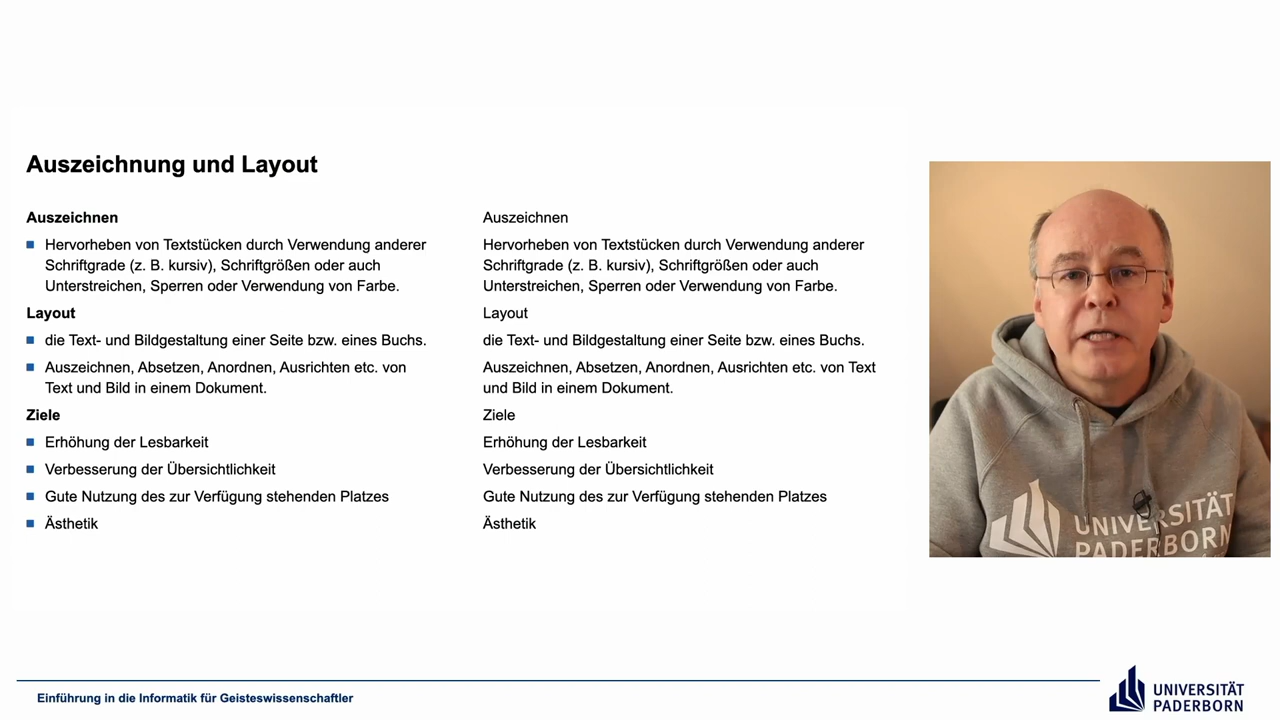 Auszeichnung und Layout
Auszeichnen
Hervorheben von Textstücken durch Verwendung anderer
Schriftgrade (z. B. kursiv), Schriftgrößen oder auch
Unterstreichen, Sperren oder Verwendung von Farbe.
Layout
die Text- und Bildgestaltung einer Seite bzw. eines Buchs.
Auszeichnen, Absetzen, Anordnen, Ausrichten etc. von
Text und Bild in einem Dokument.
Ziele
Erhöhung der Lesbarkeit
Verbesserung der Übersichtlichkeit
Gute Nutzung des zur Verfügung stehenden Platzes
Ästhetik
Auszeichnen
Hervorheben von Textstücken durch Verwendung anderer
Schriftgrade (z. B. kursiv), Schriftgrößen oder auch
Unterstreichen, Sperren oder Verwendung von Farbe.
Layout
die Text- und Bildgestaltung einer Seite bzw. eines Buchs.
Auszeichnen, Absetzen, Anordnen, Ausrichten etc. von Text
und Bild in einem Dokument.
Ziele
Erhöhung der Lesbarkeit
Verbesserung der Übersichtlichkeit
Gute Nutzung des zur Verfügung stehenden Platzes
Ästhetik
UNIVERSITÄT
PADERBORN
Einführung in die Informatik für Geisteswissenschaftler
UNIVERSITÄT
PADERBORN